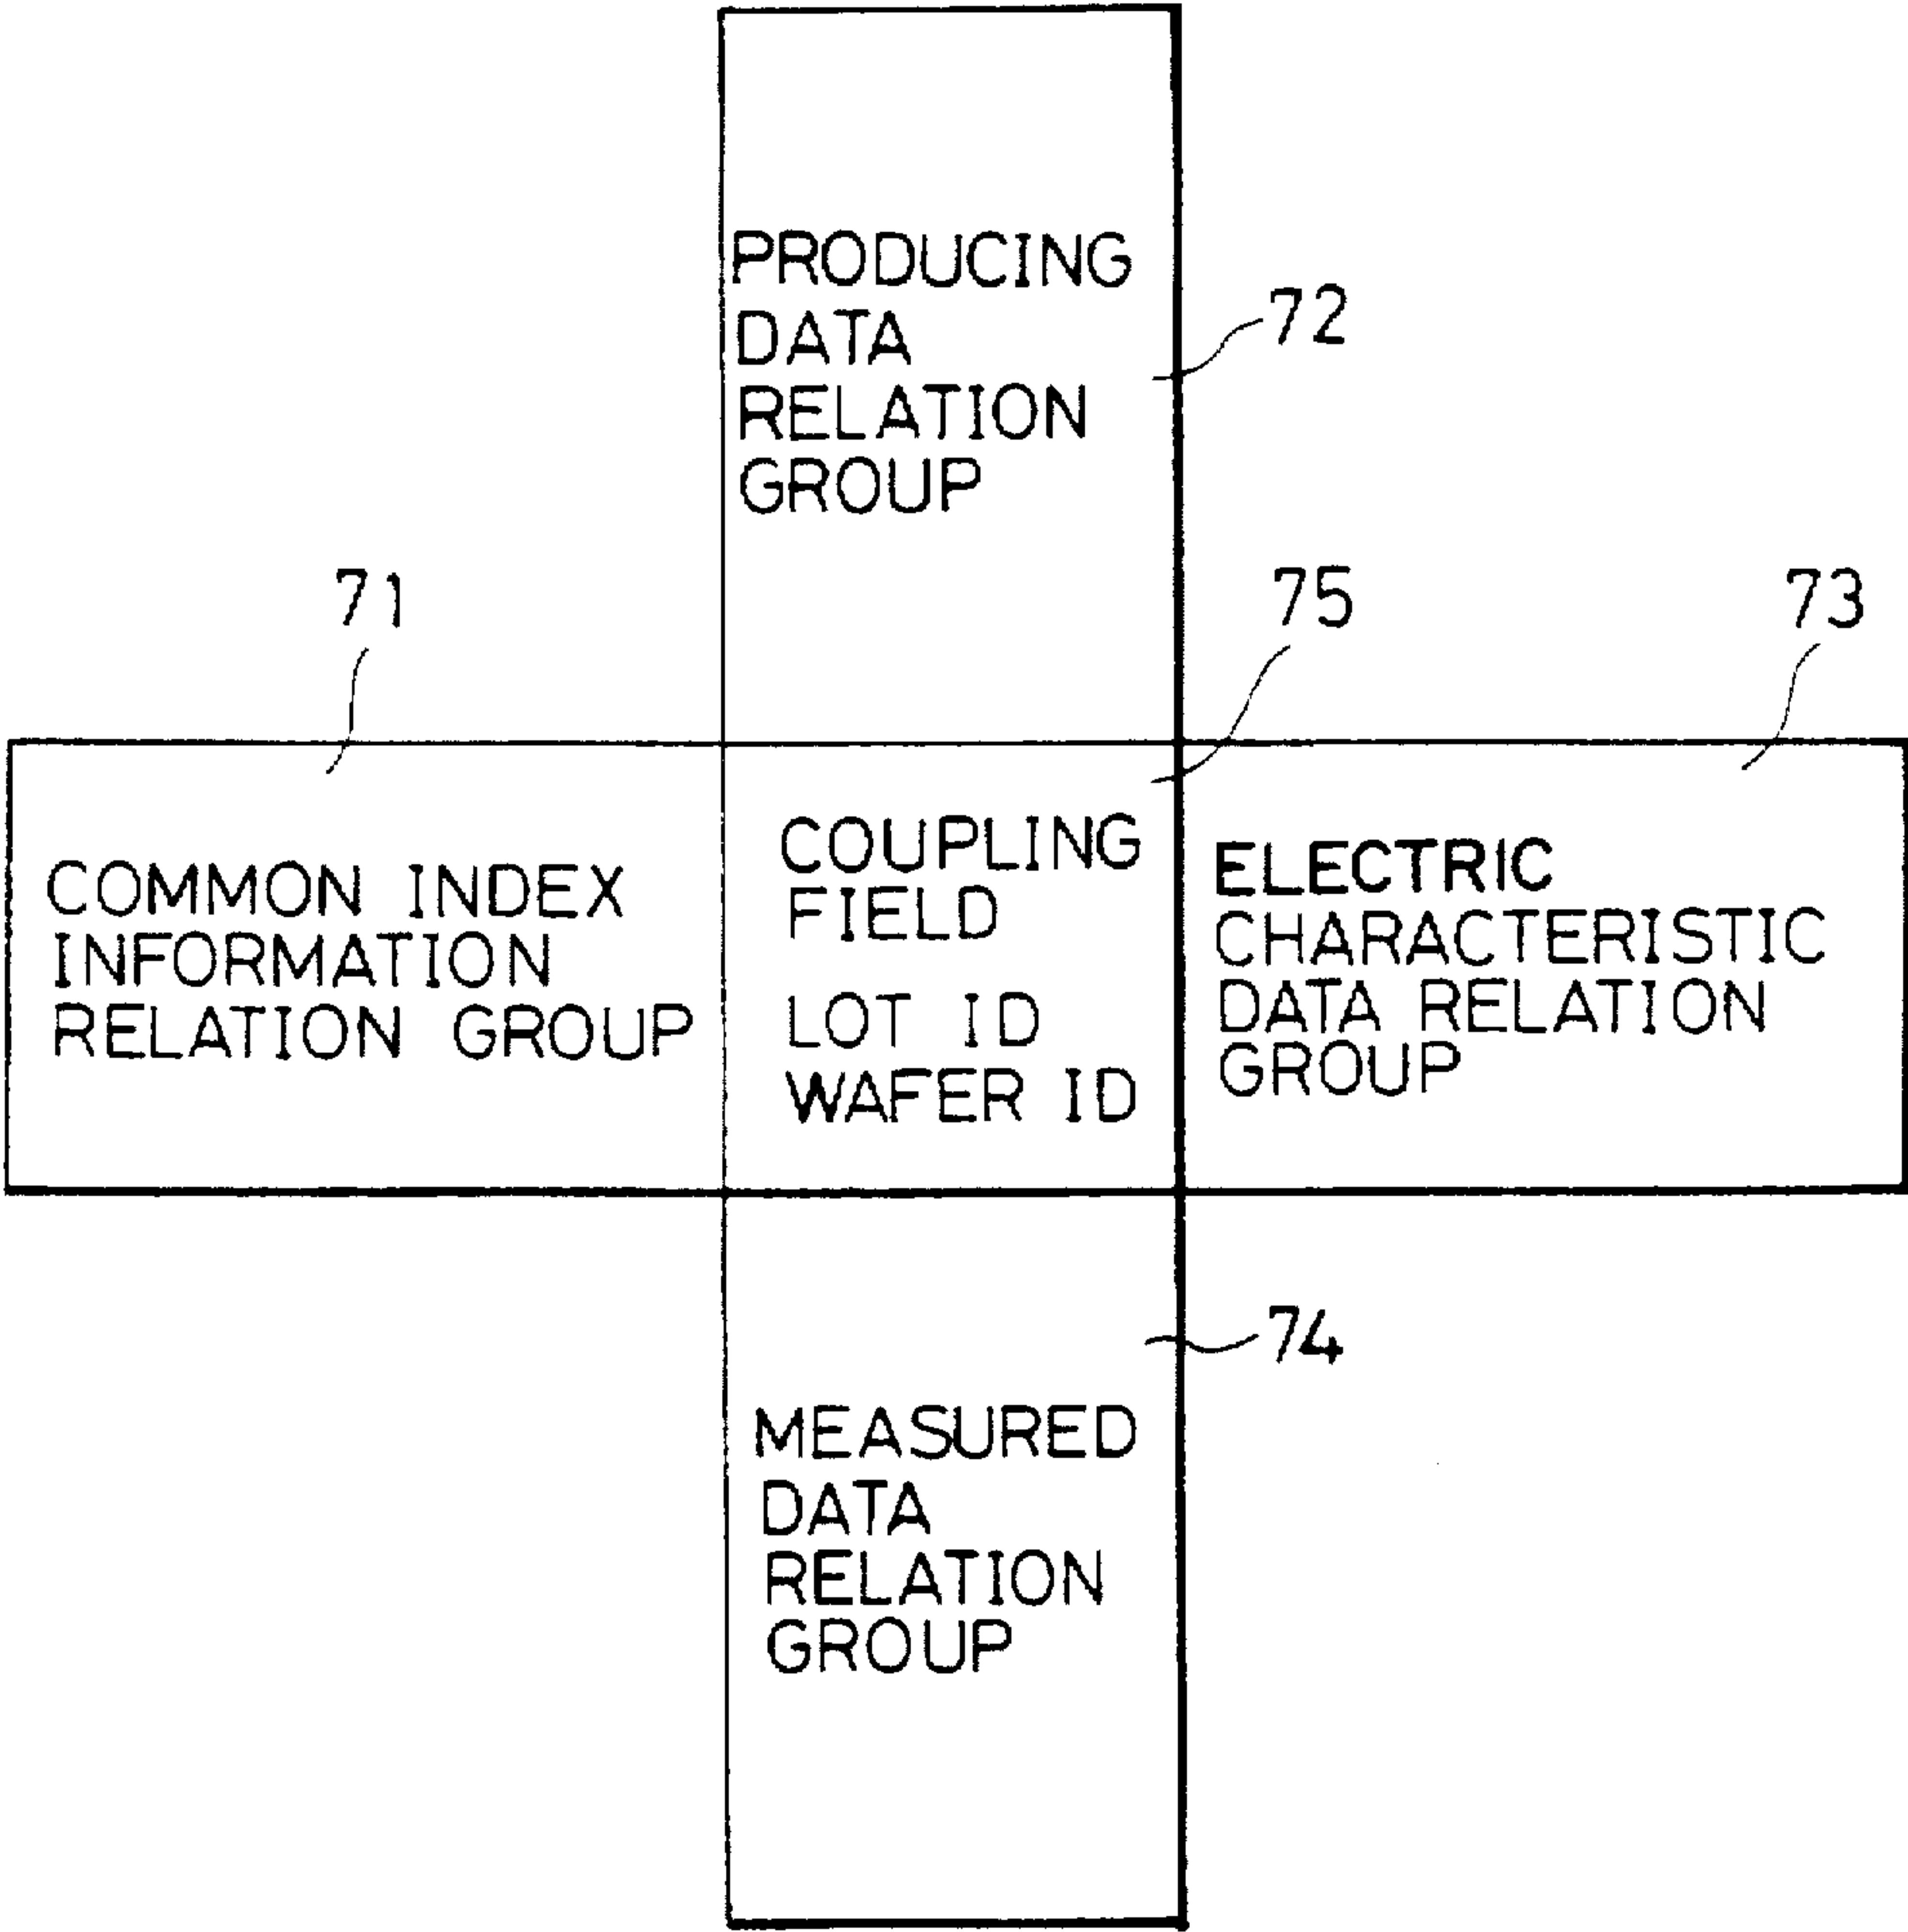 PRODUCING
DATA
RELATION
GROUP
72
71
75
73
COMMON INDEX
INFORMATION
RELATION GROUP
COUPLING
FIELD
LOT ID
WAFER ID
ELECTRIC
CHARACTERISTIC
DATA RELATION
GROUP
74
MEASURED
DATA
RELATION
GROUP